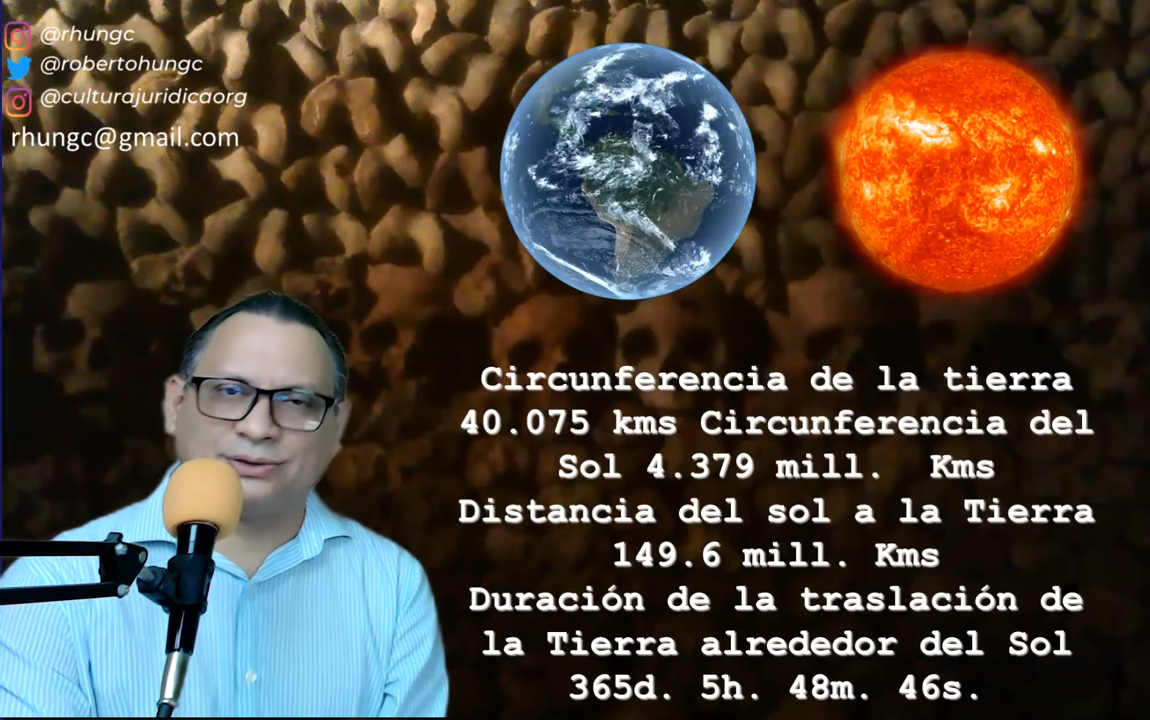 @rhungc
@robertohungc
@culturajuridicaorg
rhungc@gmail.com
Circunferencia de la tierra
40.075 kms Circunferencia del
Sol 4.379 mill. Kms
Distancia del sol a la Tierra
149.6 mill. Kms
Duración de la traslación de
la Tierra alrededor del Sol
365d. 5h. 48m. 46s.